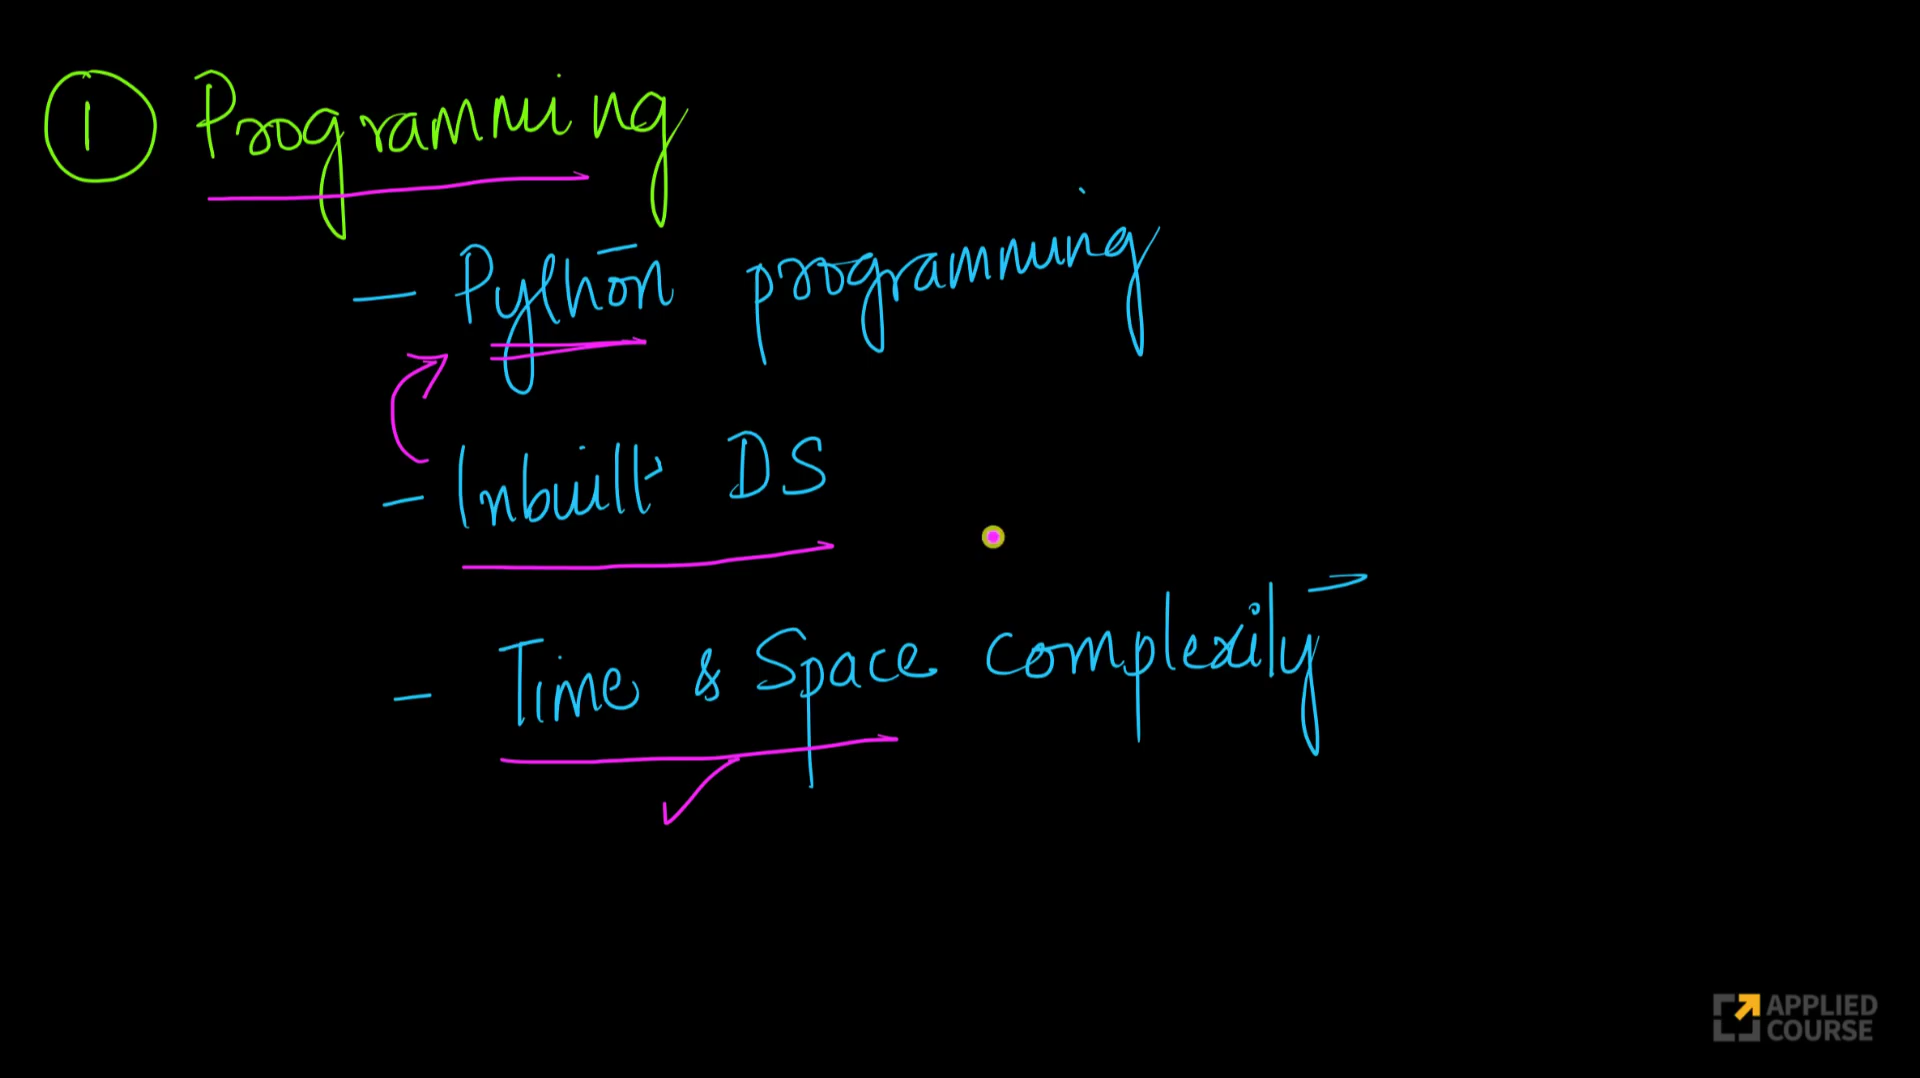 ① Programming
- Python programming
- Inbuilt DS
- Time & Space complexity
APPLIED
COURSE